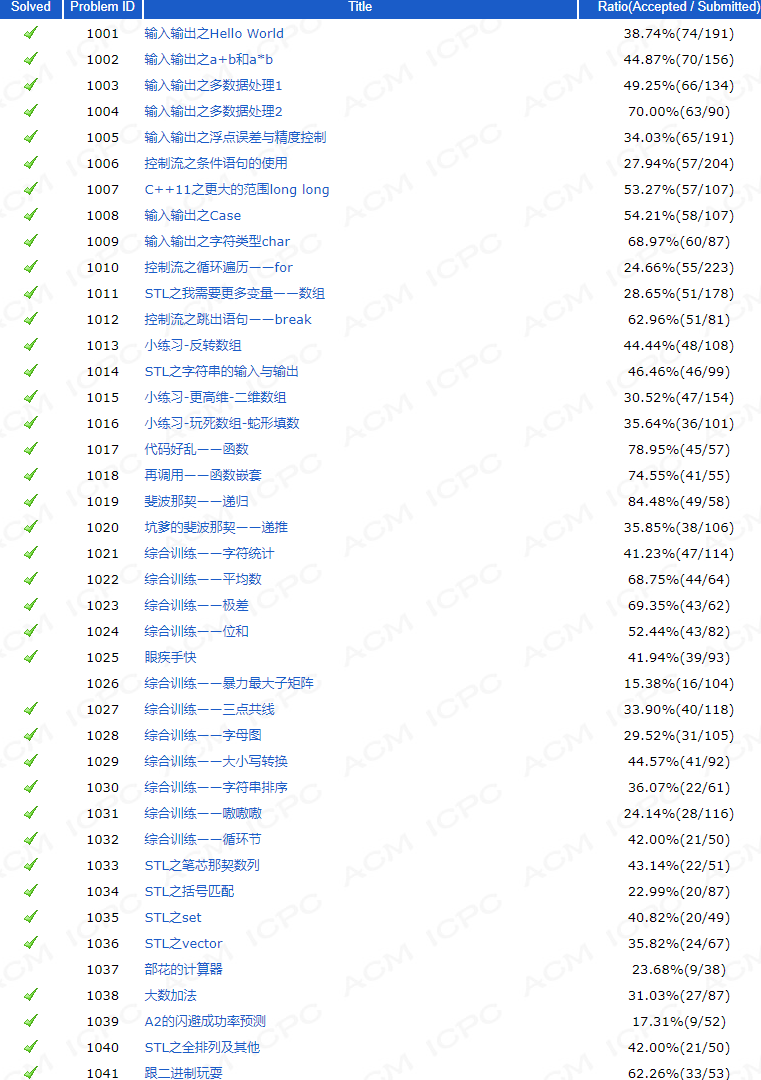 Solved Problem ID Title Ratio(Accepted / Submitted)
1001 输入输出之Hello World 38.74%(74/191)
1002 输入输出之a+b和a*b 44.87%(70/156)
1003 输入输出之多数据处理1 49.25%(66/134)
1004 输入输出之多数据处理2 70.00%(63/90)
1005 输入输出之浮点误差与精度控制 34.03%(65/191)
1006 控制流之条件语句的使用 27.94%(57/204)
1007 C++11之更大的范围long long 53.27%(57/107)
1008 输入输出之Case 54.21%(58/107)
1009 输入输出之字符类型char 68.97%(60/87)
1010 控制流之循环遍历——for 24.66%(55/223)
1011 STL之我需要更多变量——数组 28.65%(51/178)
1012 控制流之跳出语句——break 62.96%(51/81)
1013 小练习-反转数组 44.44%(48/108)
1014 STL之字符串的输入与输出 46.46%(46/99)
1015 小练习-更高维-二维数组 30.52%(47/154)
1016 小练习-玩死数组-蛇形填数 35.64%(36/101)
1017 代码好乱——函数 78.95%(45/57)
1018 再调用——函数嵌套 74.55%(41/55)
1019 斐波那契——递归 84.48%(49/58)
1020 坑爹的斐波那契——递推 35.85%(38/106)
1021 综合训练——字符统计 41.23%(47/114)
1022 综合训练——平均数 68.75%(44/64)
1023 综合训练——极差 69.35%(43/62)
1024 综合训练——位和 52.44%(43/82)
1025 眼疾手快 41.94%(39/93)
1026 综合训练——暴力最大子矩阵 15.38%(16/104)
1027 综合训练——三点共线 33.90%(40/118)
1028 综合训练——字母图 29.52%(31/105)
1029 综合训练——大小写转换 44.57%(41/92)
1030 综合训练——字符串排序 36.07%(22/61)
1031 综合训练——嗷嗷嗷 24.14%(28/116)
1032 综合训练——循环节 42.00%(21/50)
1033 STL之笔芯那契数列 43.14%(22/51)
1034 STL之括号匹配 22.99%(20/87)
1035 STL之set 40.82%(20/49)
1036 STL之vector 35.82%(24/67)
1037 部花的计算器 23.68%(9/38)
1038 大数加法 31.03%(27/87)
1039 A2的闪避成功率预测 17.31%(9/52)
1040 STL之全排列及其他 42.00%(21/50)
1041 跟二进制玩耍 62.26%(33/53)